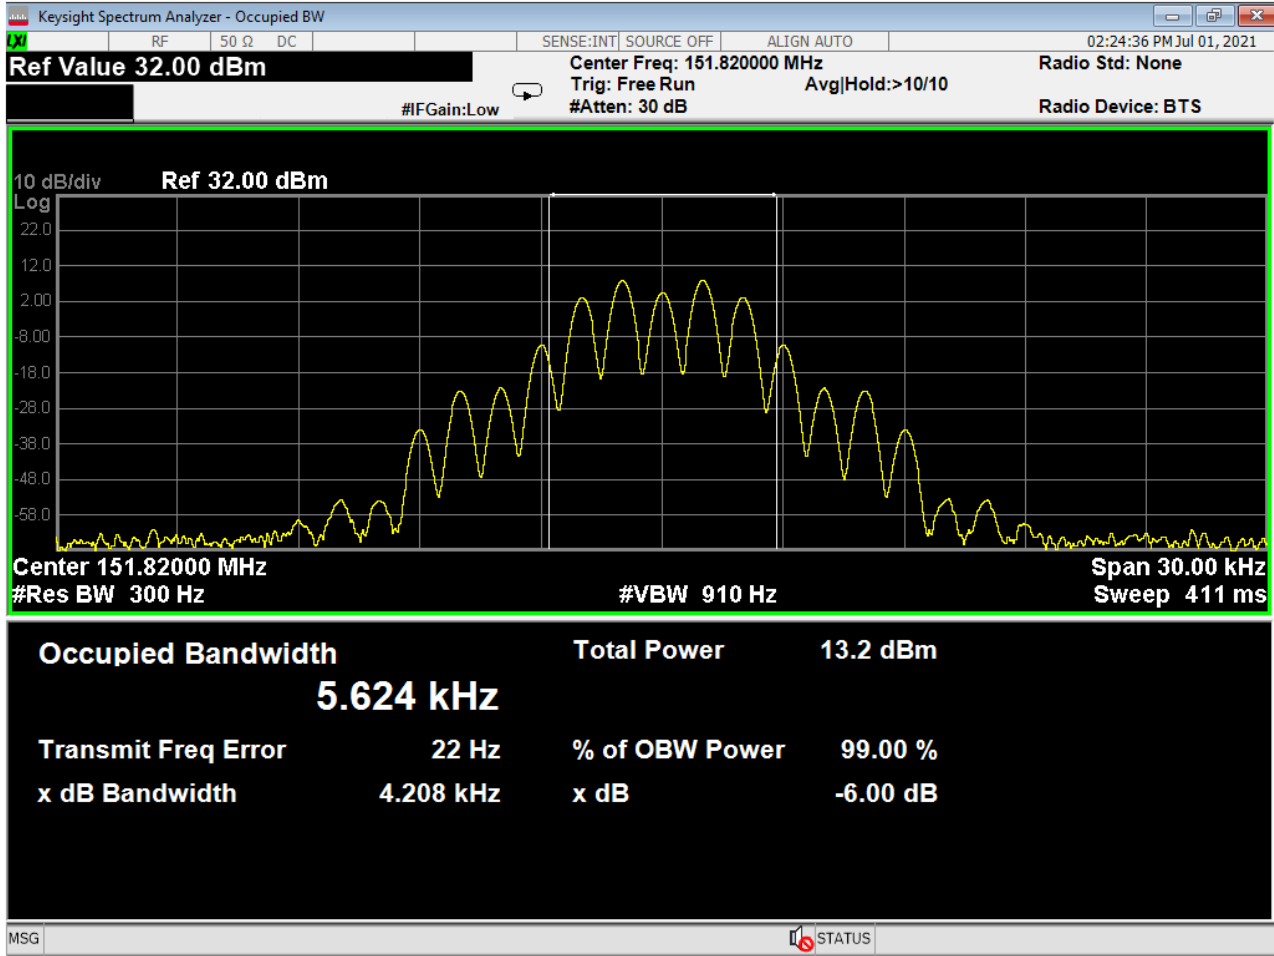 Keysight Spectrum Analyzer - Occupied BW
LXI RF 50 Ω DC SENSE:INT SOURCE OFF ALIGN AUTO 02:24:36 PM Jul 01, 2021
Ref Value 32.00 dBm Center Freq: 151.820000 MHz Radio Std: None
Trig: Free Run Avg|Hold:>10/10
#IFGain:Low #Atten: 30 dB Radio Device: BTS
10 dB/div Ref 32.00 dBm
Log
22.0
12.0
2.00
-8.00
-18.0
-28.0
-38.0
-48.0
-58.0
Center 151.82000 MHz Span 30.00 kHz
#Res BW 300 Hz #VBW 910 Hz Sweep 411 ms
Occupied Bandwidth Total Power 13.2 dBm
5.624 kHz
Transmit Freq Error 22 Hz % of OBW Power 99.00 %
x dB Bandwidth 4.208 kHz x dB -6.00 dB
MSG STATUS